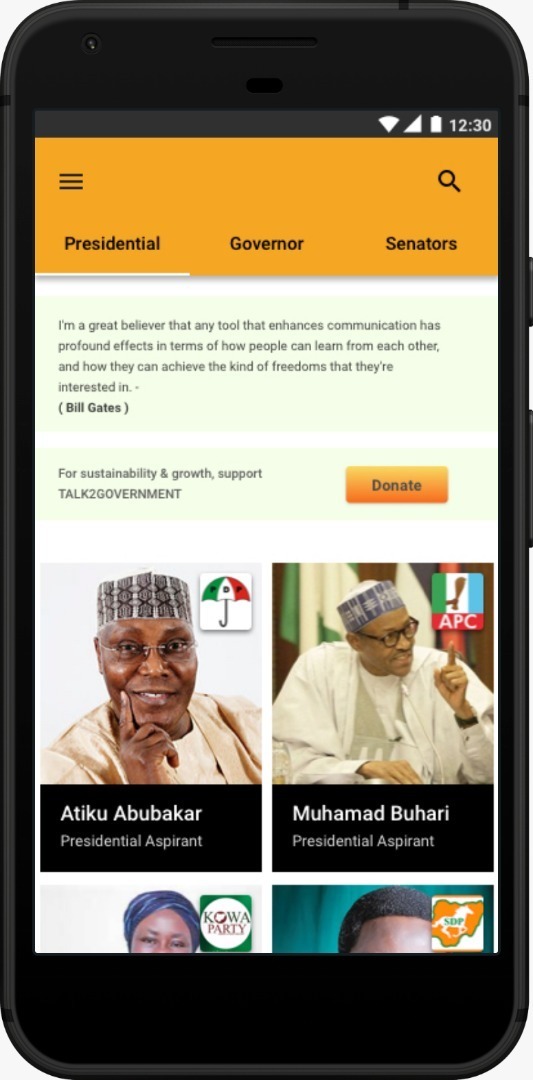 12:30
Presidential Governor Senators
I'm a great believer that any tool that enhances communication has
profound effects in terms of how people can learn from each other,
and how they can achieve the kind of freedoms that they're
interested in. -
( Bill Gates )
For sustainability & growth, support
TALK2GOVERNMENT
Donate
P D P
APC
Atiku Abubakar
Presidential Aspirant
Muhamad Buhari
Presidential Aspirant
KOWA
PARTY
SDP